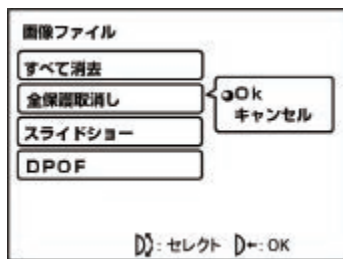 画像ファイル
すべて消去
全保護取消し
Ok
キャンセル
スライドショー
DPOF
: セレクト : OK